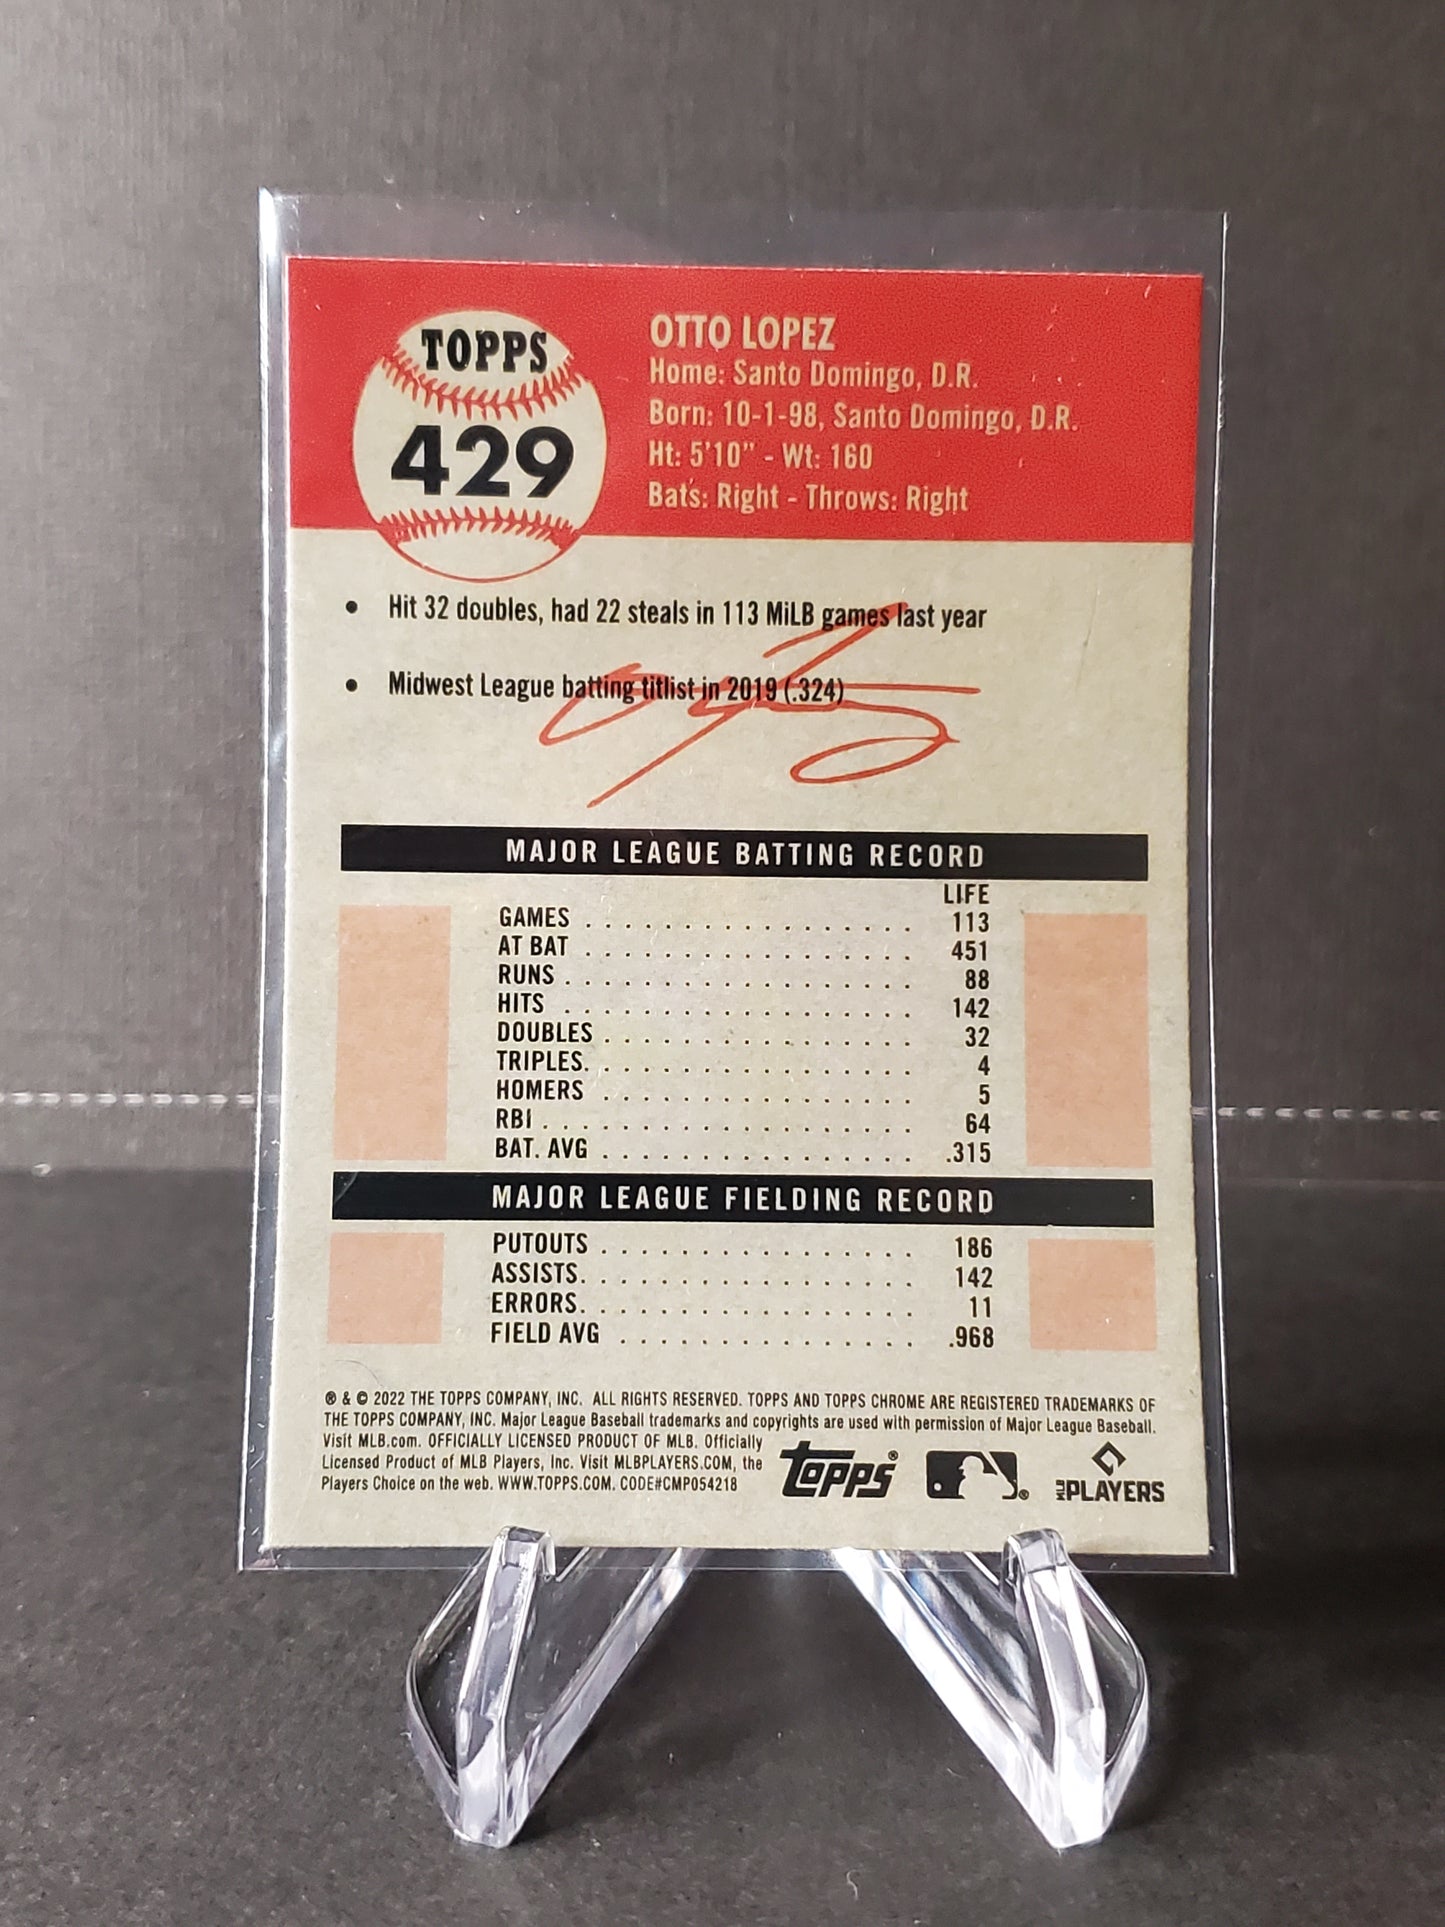 TOPPS
429
OTTO LOPEZ
Home: Santo Domingo, D.R.
Born: 10-1-98, Santo Domingo, D.R.
Ht: 5'10" - Wt: 160
Bats: Right - Throws: Right
• Hit 32 doubles, had 22 steals in 113 MiLB games last year
• Midwest League batting titlist in 2019 (.324)
MAJOR LEAGUE BATTING RECORD
LIFE
GAMES . . . . . . . . . . . . . . . . . . 113
AT BAT . . . . . . . . . . . . . . . . . . 451
RUNS . . . . . . . . . . . . . . . . . . . 88
HITS . . . . . . . . . . . . . . . . . . . 142
DOUBLES . . . . . . . . . . . . . . . . . 32
TRIPLES. . . . . . . . . . . . . . . . . . 4
HOMERS . . . . . . . . . . . . . . . . . 5
RBI . . . . . . . . . . . . . . . . . . . . 64
BAT. AVG . . . . . . . . . . . . . . . . . .315
MAJOR LEAGUE FIELDING RECORD
PUTOUTS . . . . . . . . . . . . . . . . . 186
ASSISTS. . . . . . . . . . . . . . . . . . 142
ERRORS. . . . . . . . . . . . . . . . . . 11
FIELD AVG . . . . . . . . . . . . . . . . .968
® & © 2022 THE TOPPS COMPANY, INC. ALL RIGHTS RESERVED. TOPPS AND TOPPS CHROME ARE REGISTERED TRADEMARKS OF
THE TOPPS COMPANY, INC. Major League Baseball trademarks and copyrights are used with permission of Major League Baseball.
Visit MLB.com. OFFICIALLY LICENSED PRODUCT OF MLB. Officially
Licensed Product of MLB Players, Inc. Visit MLBPLAYERS.COM, the
Players Choice on the web. WWW.TOPPS.COM. CODE#CMP054218
topps®
®
MLB PLAYERS